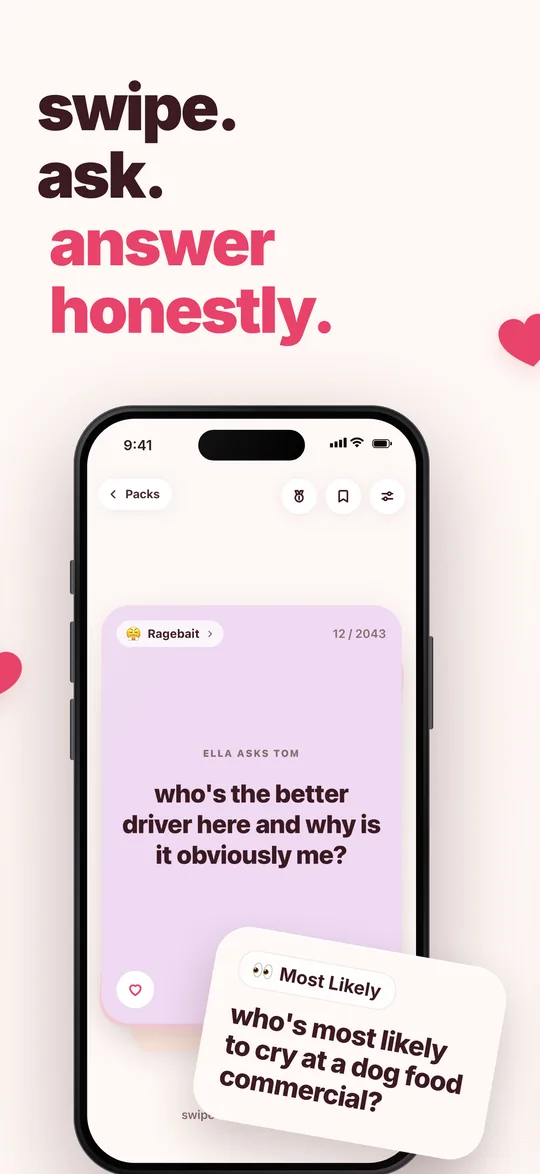 swipe.
ask.
answer
honestly.
9:41
Packs
Ragebait
12 / 2043
ELLA ASKS TOM
who's the better
driver here and why is
it obviously me?
Most Likely
who's most likely
to cry at a dog food
commercial?
swipe